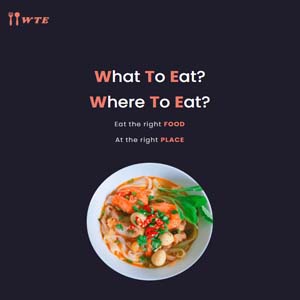 WTE
What To Eat?
Where To Eat?
Eat the right FOOD
At the right PLACE